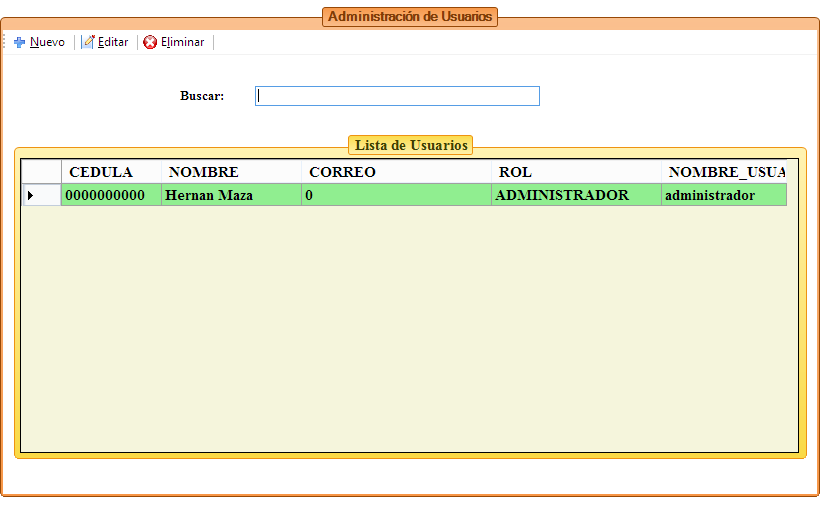 Administración de Usuarios
Nuevo Editar Eliminar
Buscar:
Lista de Usuarios
CEDULA NOMBRE CORREO ROL NOMBRE_USUA
0000000000 Hernan Maza 0 ADMINISTRADOR administrador